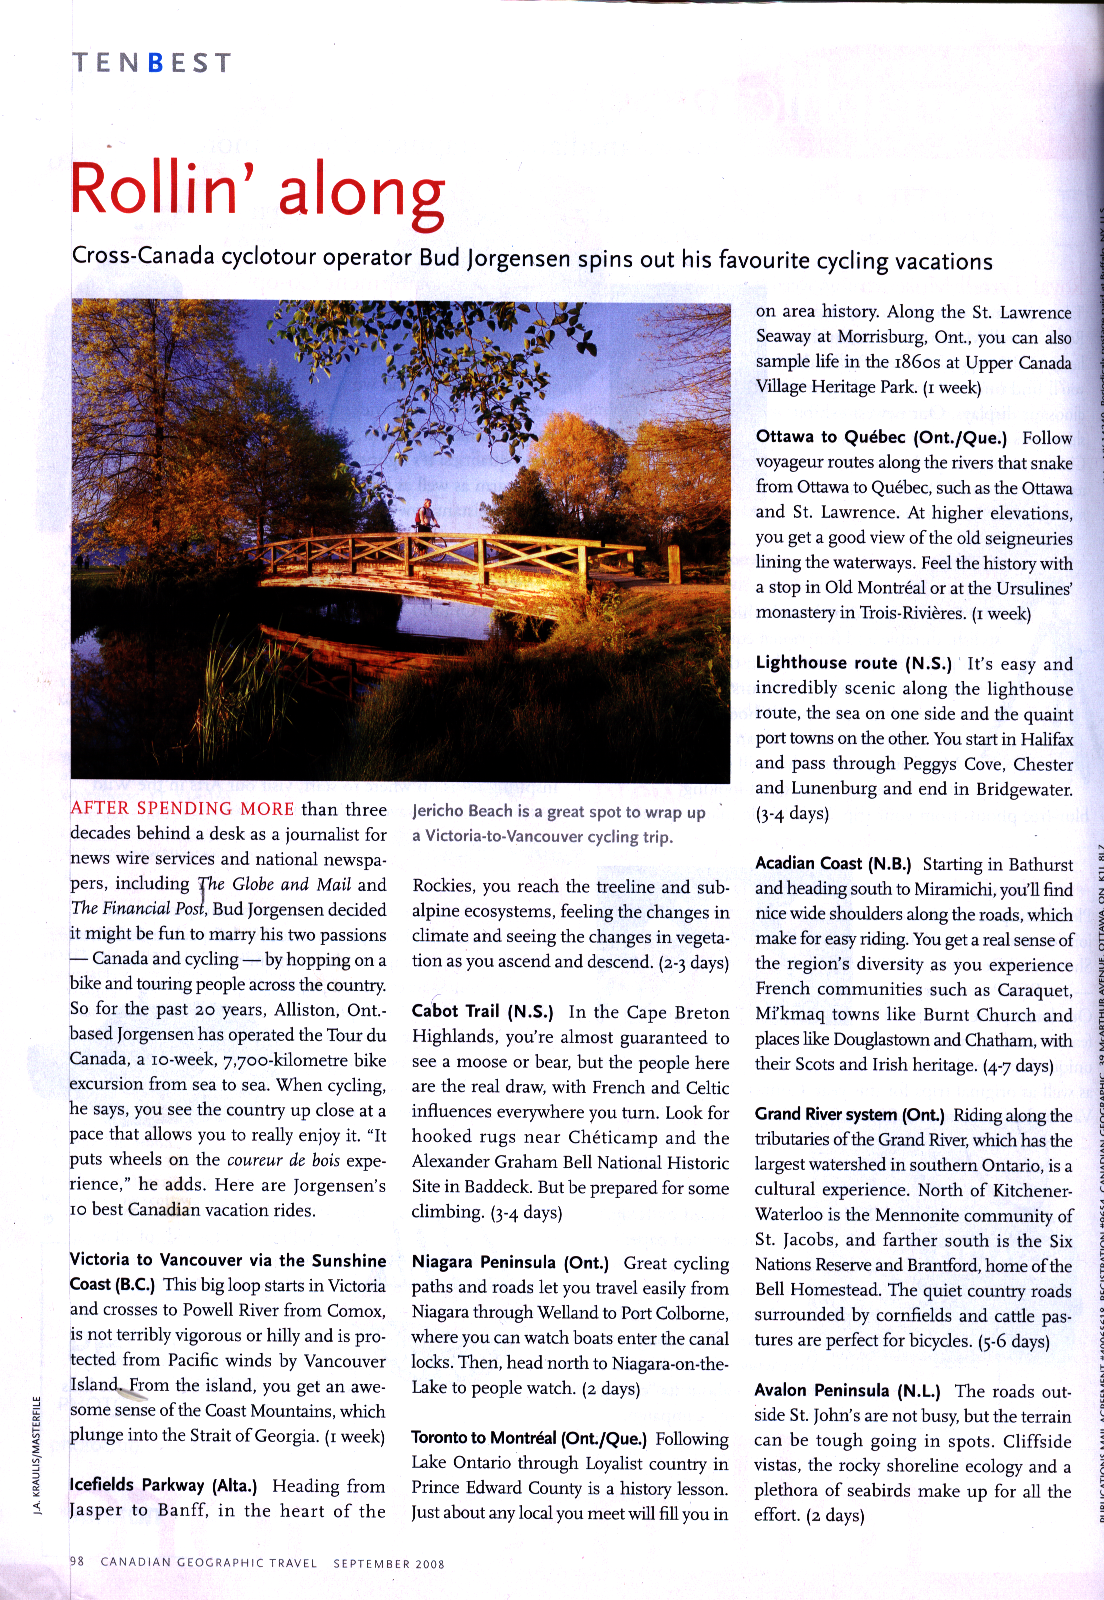 TENBEST
Rollin' along
Cross-Canada cyclotour operator Bud Jorgensen spins out his favourite cycling vacations
AFTER SPENDING MORE than three
decades behind a desk as a journalist for
news wire services and national newspa-
pers, including The Globe and Mail and
The Financial Post, Bud Jorgensen decided
it might be fun to marry his two passions
— Canada and cycling — by hopping on a
bike and touring people across the country.
So for the past 20 years, Alliston, Ont.-
based Jorgensen has operated the Tour du
Canada, a 10-week, 7,700-kilometre bike
excursion from sea to sea. When cycling,
he says, you see the country up close at a
pace that allows you to really enjoy it. “It
puts wheels on the coureur de bois expe-
rience,” he adds. Here are Jorgensen's
10 best Canadian vacation rides.
Victoria to Vancouver via the Sunshine
Coast (B.C.) This big loop starts in Victoria
and crosses to Powell River from Comox,
is not terribly vigorous or hilly and is pro-
tected from Pacific winds by Vancouver
Island. From the island, you get an awe-
some sense of the Coast Mountains, which
plunge into the Strait of Georgia. (1 week)
Icefields Parkway (Alta.) Heading from
Jasper to Banff, in the heart of the
Jericho Beach is a great spot to wrap up
a Victoria-to-Vancouver cycling trip.
Rockies, you reach the treeline and sub-
alpine ecosystems, feeling the changes in
climate and seeing the changes in vegeta-
tion as you ascend and descend. (2-3 days)
Cabot Trail (N.S.) In the Cape Breton
Highlands, you're almost guaranteed to
see a moose or bear, but the people here
are the real draw, with French and Celtic
influences everywhere you turn. Look for
hooked rugs near Chéticamp and the
Alexander Graham Bell National Historic
Site in Baddeck. But be prepared for some
climbing. (3-4 days)
Niagara Peninsula (Ont.) Great cycling
paths and roads let you travel easily from
Niagara through Welland to Port Colborne,
where you can watch boats enter the canal
locks. Then, head north to Niagara-on-the-
Lake to people watch. (2 days)
Toronto to Montréal (Ont./Que.) Following
Lake Ontario through Loyalist country in
Prince Edward County is a history lesson.
Just about any local you meet will fill you in
on area history. Along the St. Lawrence
Seaway at Morrisburg, Ont., you can also
sample life in the 1860s at Upper Canada
Village Heritage Park. (1 week)
Ottawa to Québec (Ont./Que.) Follow
voyageur routes along the rivers that snake
from Ottawa to Québec, such as the Ottawa
and St. Lawrence. At higher elevations,
you get a good view of the old seigneuries
lining the waterways. Feel the history with
a stop in Old Montréal or at the Ursulines'
monastery in Trois-Rivières. (1 week)
Lighthouse route (N.S.) It's easy and
incredibly scenic along the lighthouse
route, the sea on one side and the quaint
port towns on the other. You start in Halifax
and pass through Peggys Cove, Chester
and Lunenburg and end in Bridgewater.
(3-4 days)
Acadian Coast (N.B.) Starting in Bathurst
and heading south to Miramichi, you'll find
nice wide shoulders along the roads, which
make for easy riding. You get a real sense of
the region's diversity as you experience
French communities such as Caraquet,
Mi'kmaq towns like Burnt Church and
places like Douglastown and Chatham, with
their Scots and Irish heritage. (4-7 days)
Grand River system (Ont.) Riding along the
tributaries of the Grand River, which has the
largest watershed in southern Ontario, is a
cultural experience. North of Kitchener-
Waterloo is the Mennonite community of
St. Jacobs, and farther south is the Six
Nations Reserve and Brantford, home of the
Bell Homestead. The quiet country roads
surrounded by cornfields and cattle pas-
tures are perfect for bicycles. (5-6 days)
Avalon Peninsula (N.L.) The roads out-
side St. John's are not busy, but the terrain
can be tough going in spots. Cliffside
vistas, the rocky shoreline ecology and a
plethora of seabirds make up for all the
effort. (2 days)
J.A. KRAULIS/MASTERFILE
98 CANADIAN GEOGRAPHIC TRAVEL SEPTEMBER 2008